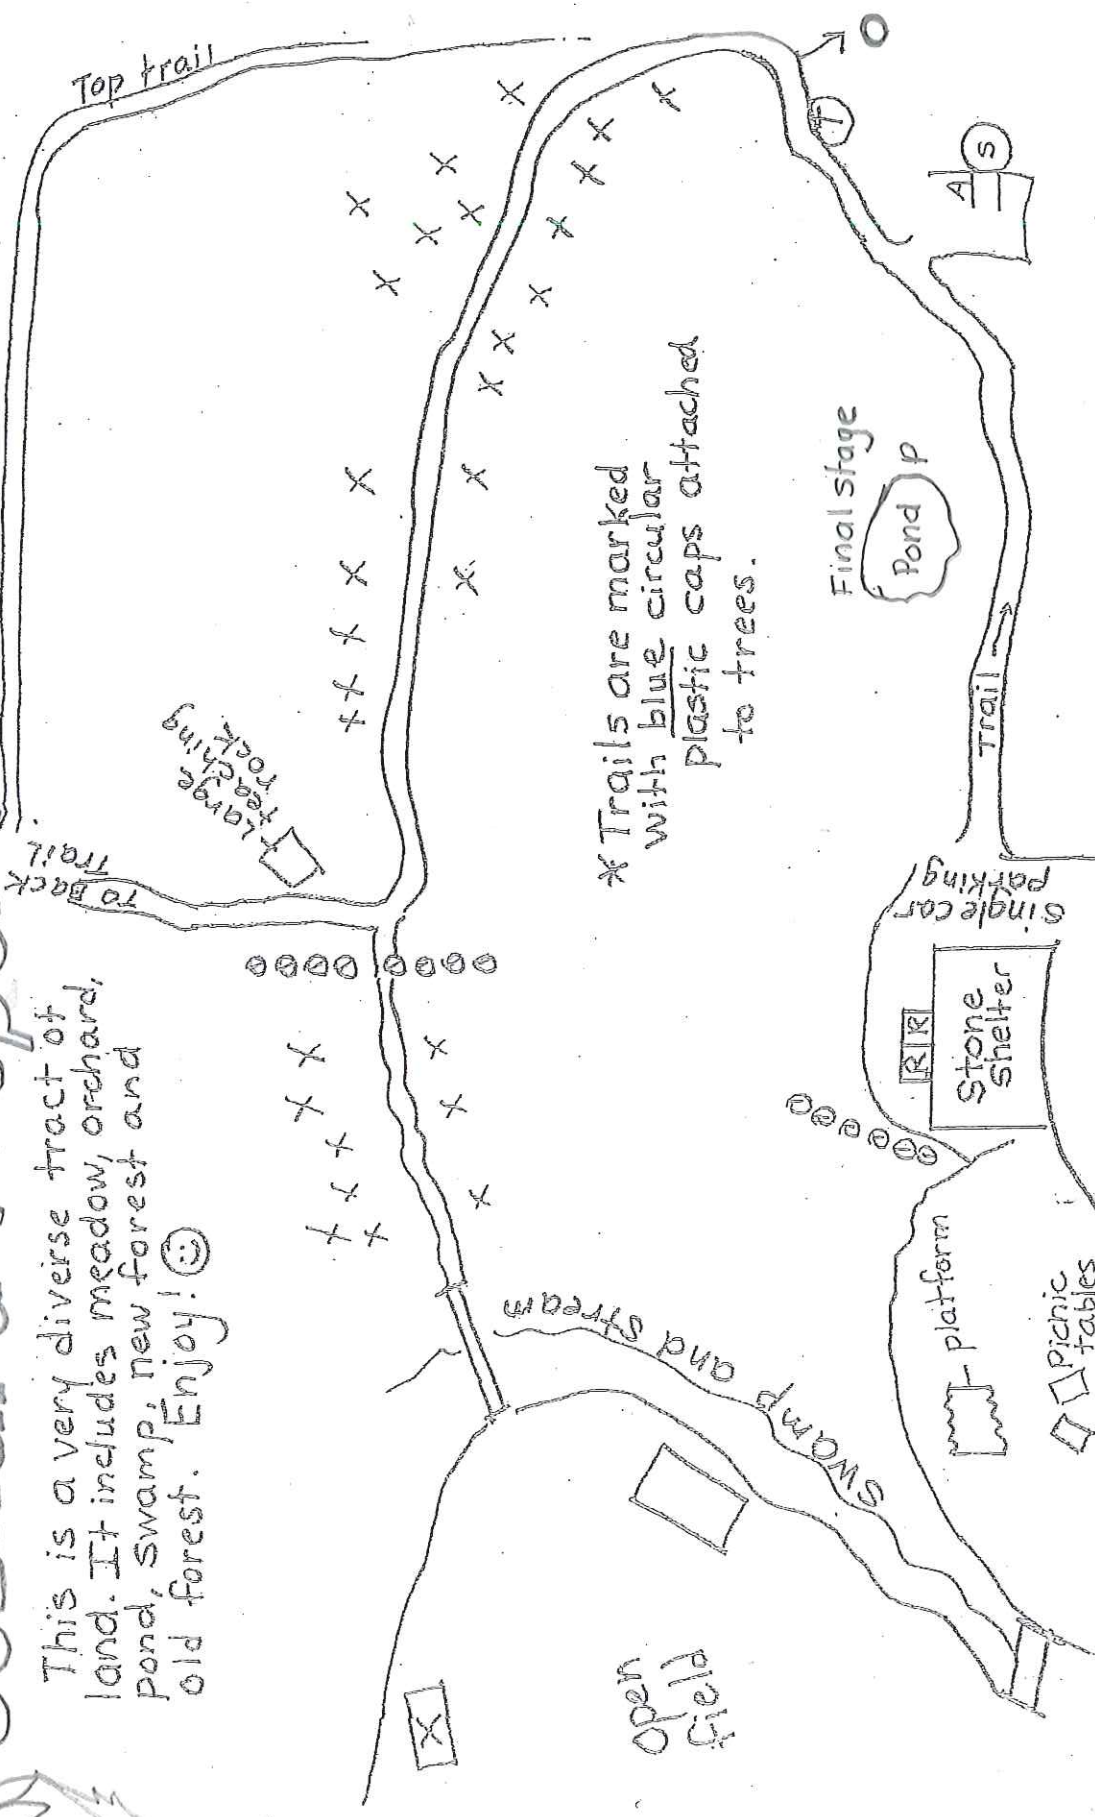 This is a very diverse tract of
land. It includes meadow, orchard,
pond, swamp, new forest and
old forest. Enjoy!
To Back
Trail
Top trail
Large
teaching
rock
X
Open
field
swamp and stream
* Trails are marked
with blue circular
plastic caps attached
to trees.
Final stage
Pond P
O
T
A
S
Trail
Single car
parking
R R
Stone
Shelter
platform
Picnic
tables